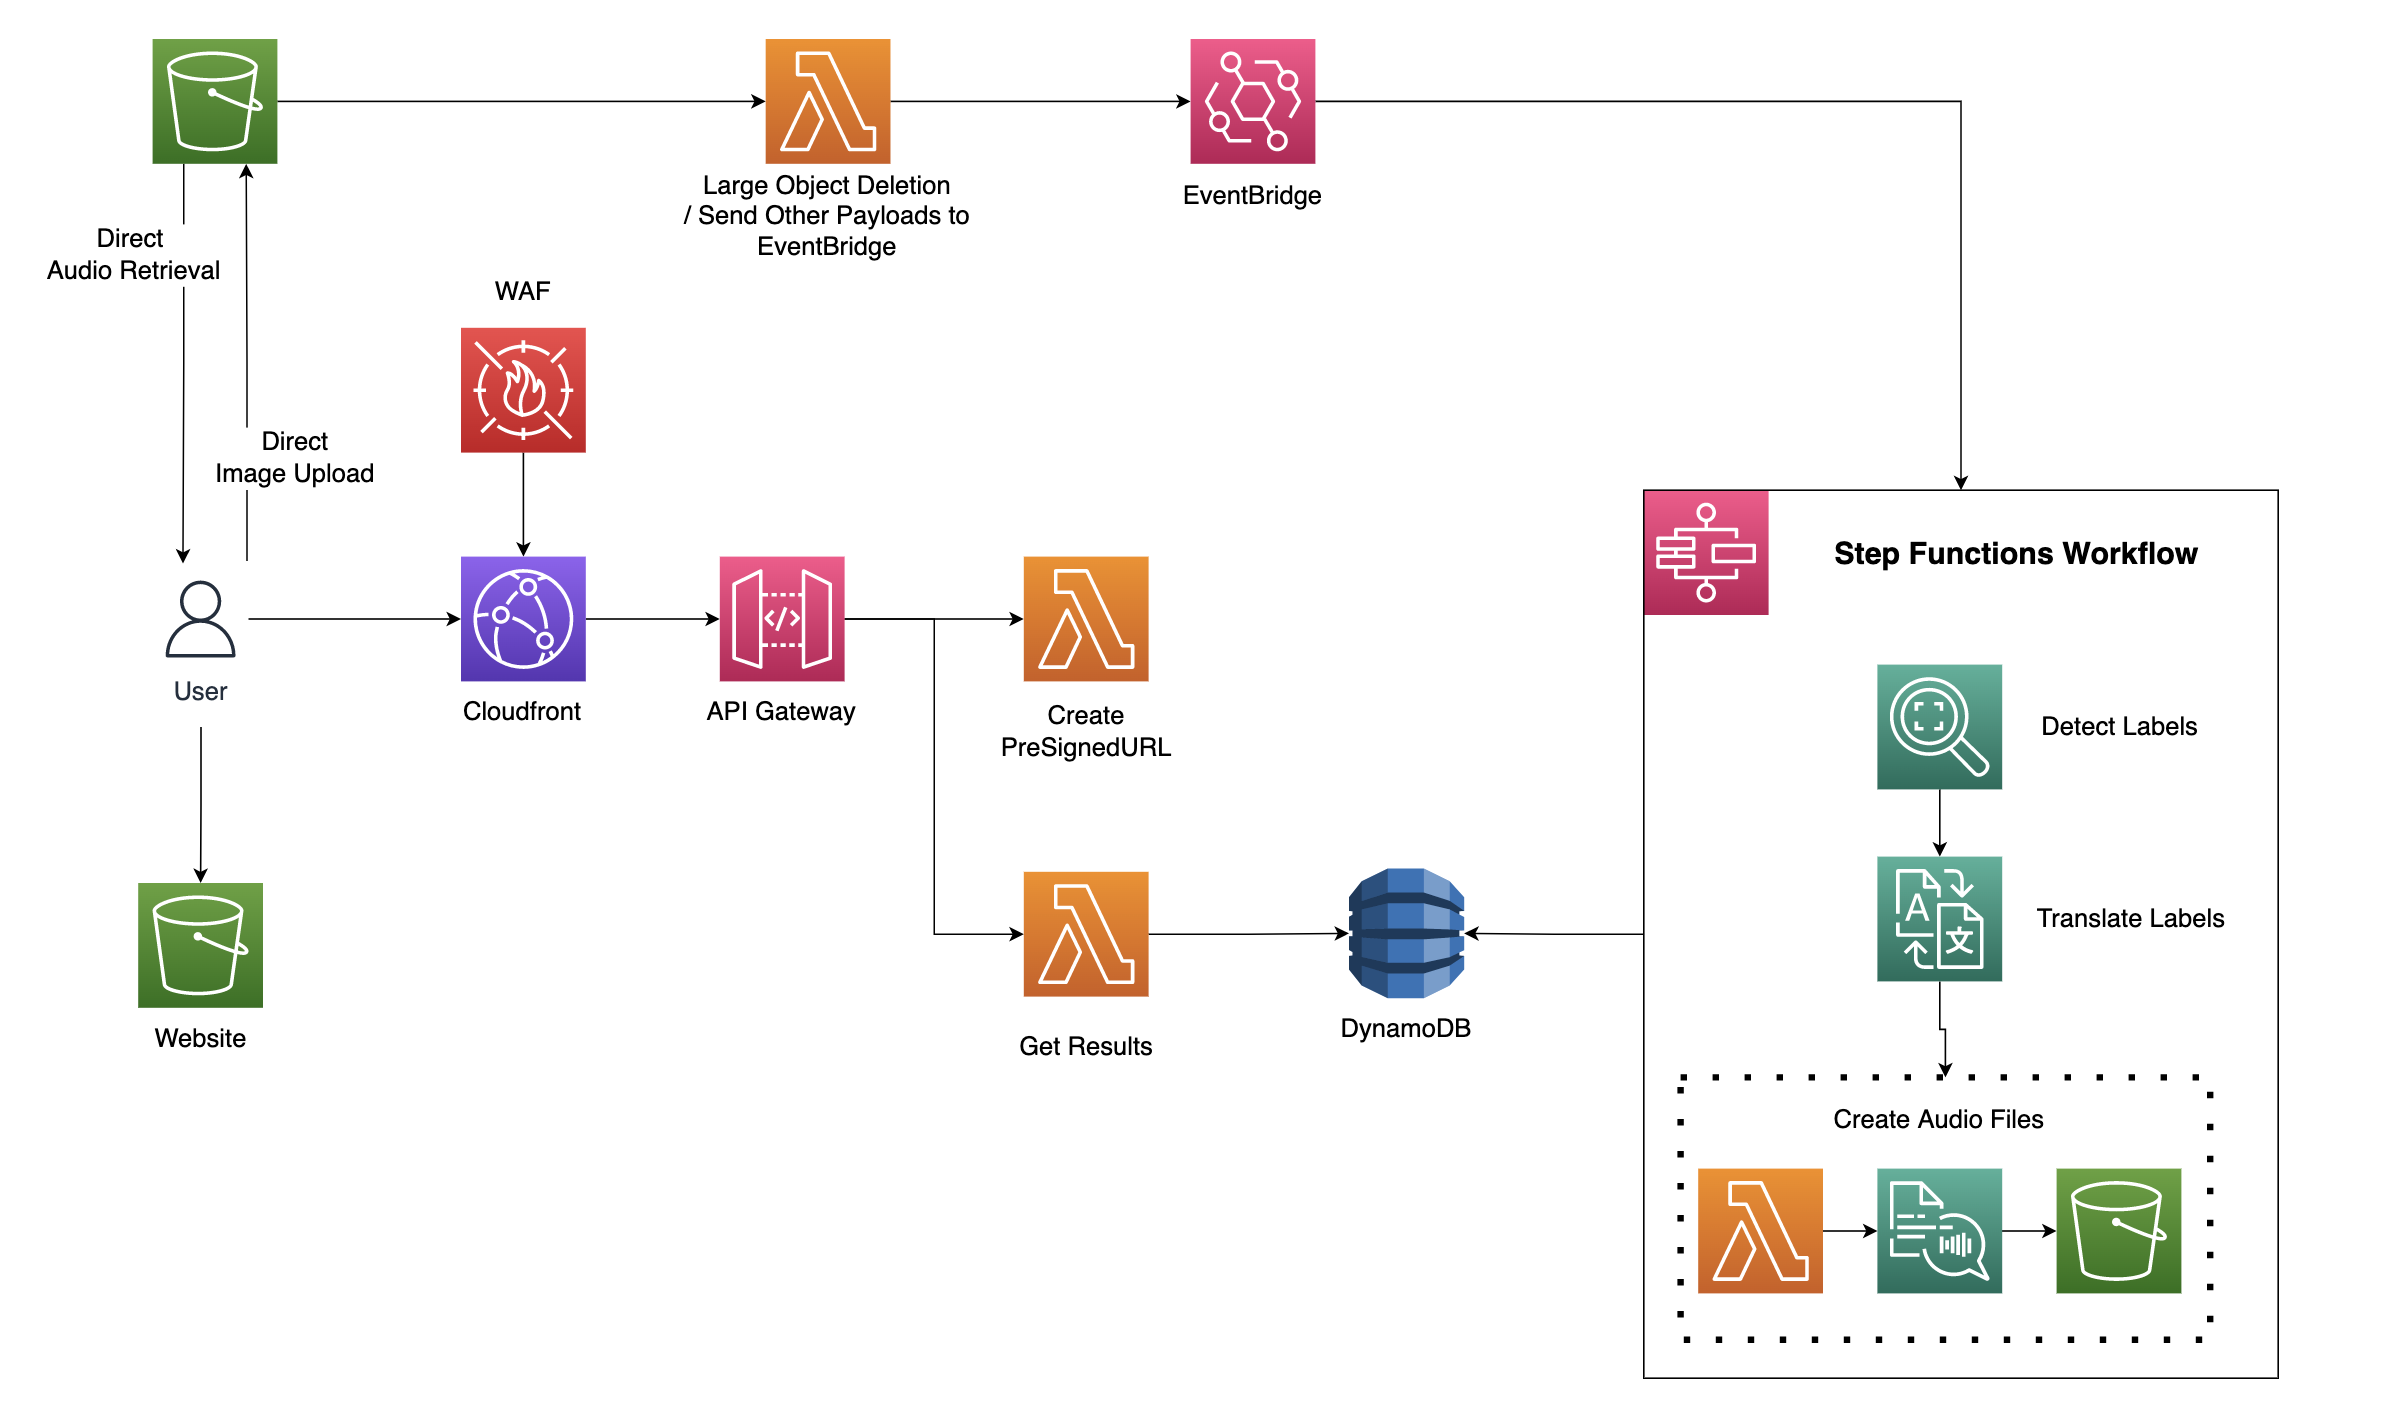 Large Object Deletion
/ Send Other Payloads to
EventBridge
EventBridge
Direct
Audio Retrieval
WAF
Direct
Image Upload
Step Functions Workflow
User
Cloudfront
API Gateway
Create
PreSignedURL
Detect Labels
A
文
Translate Labels
Website
Get Results
DynamoDB
Create Audio Files